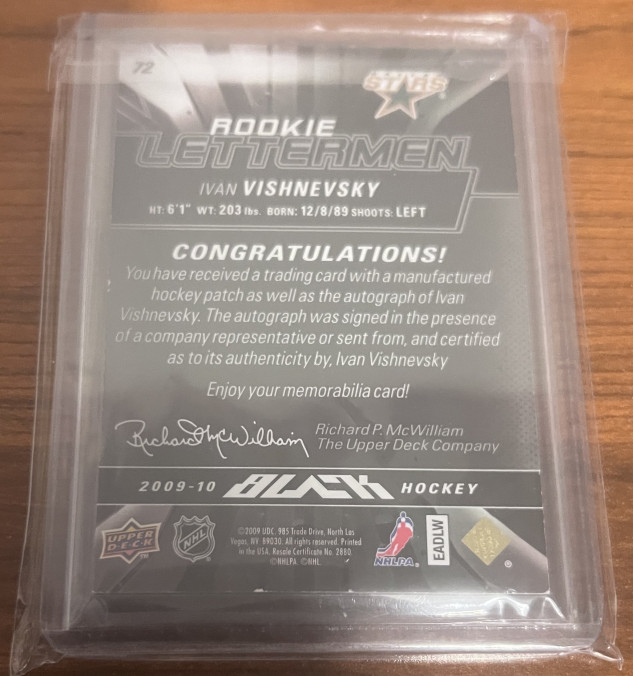 72
STARS
ROOKIE
LETTERMEN
IVAN VISHNEVSKY
HT: 6'1" WT: 203 lbs. BORN: 12/8/89 SHOOTS: LEFT
CONGRATULATIONS!
You have received a trading card with a manufactured
hockey patch as well as the autograph of Ivan
Vishnevsky. The autograph was signed in the presence
of a company representative or sent from, and certified
as to its authenticity by, Ivan Vishnevsky
Enjoy your memorabilia card!
Richard P. McWilliam
Richard P. McWilliam
The Upper Deck Company
2009-10 BLACK HOCKEY
UPPER
DECK
TM
NHL
©2009 UDC. 985 Trade Drive, North Las
Vegas, NV 89030. All rights reserved. Printed
in the USA. Resale Certificate No. 2880.
©NHLPA. ©NHL.
NHLPA.
EADLW
®